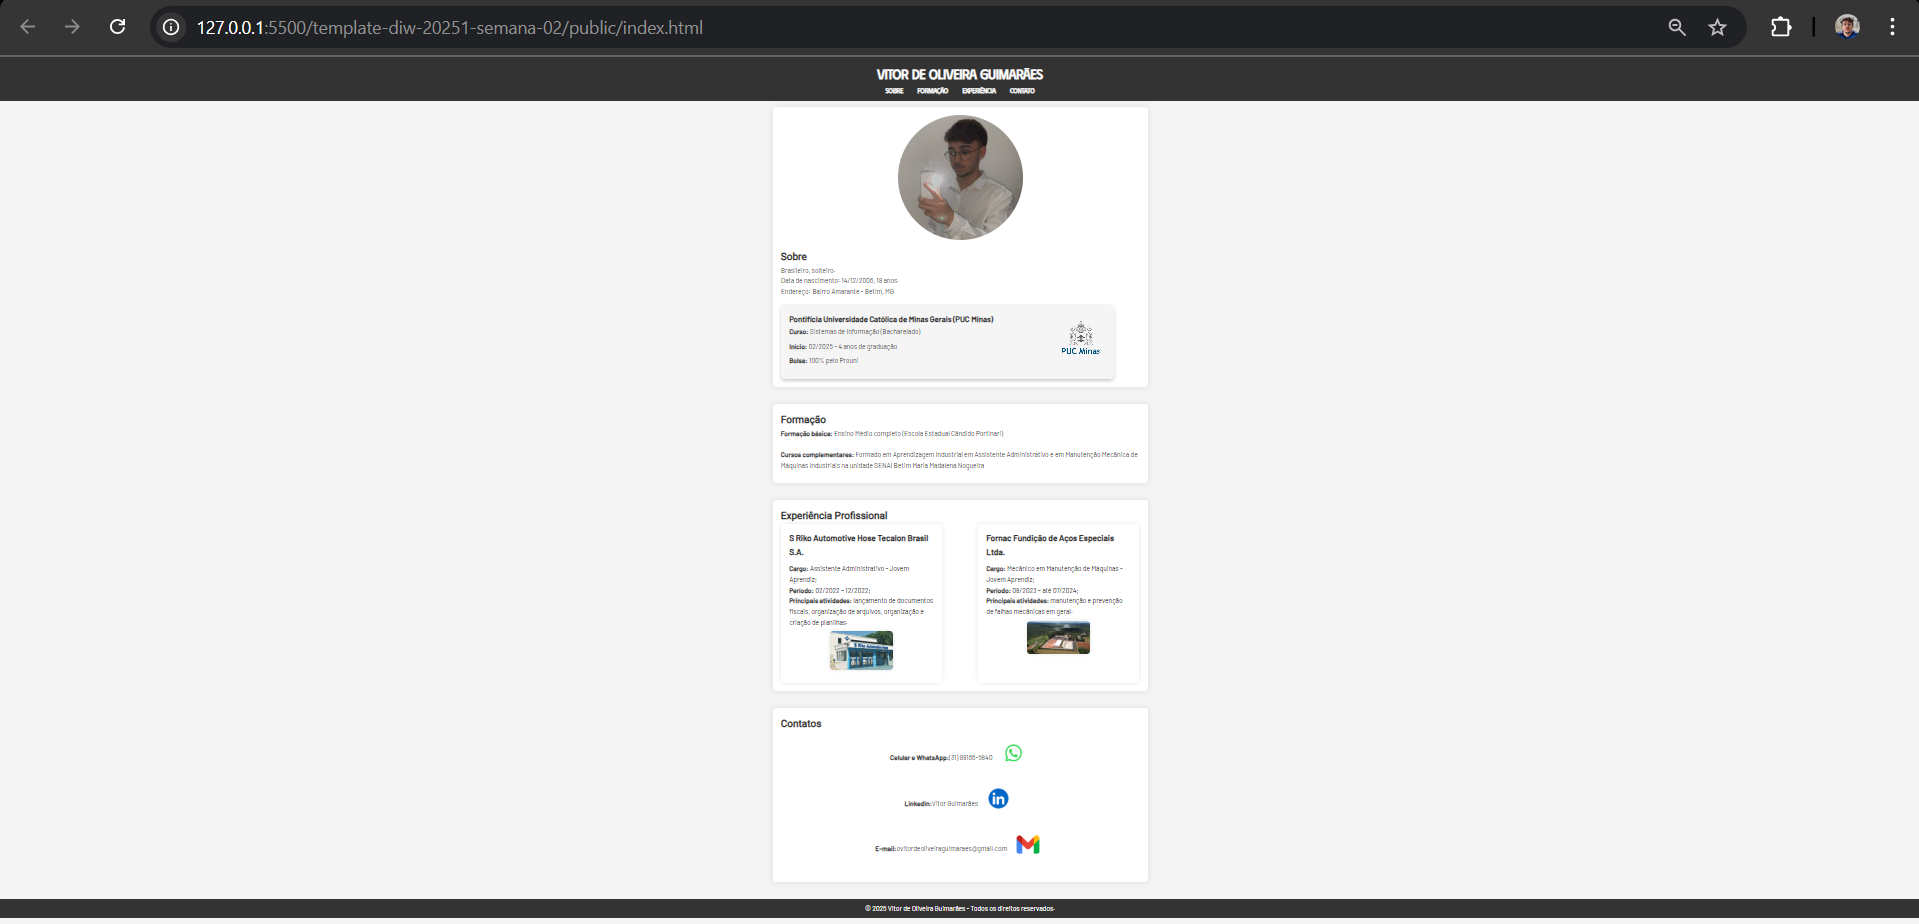 127.0.0.1:5500/template-diw-20251-semana-02/public/index.html
VITOR DE OLIVEIRA GUIMARÃES
SOBRE FORMAÇÃO EXPERIÊNCIA CONTATO
Sobre
Brasileiro, solteiro.
Data de nascimento: 14/12/2006, 18 anos.
Endereço: Bairro Amarante - Betim, MG
Pontifícia Universidade Católica de Minas Gerais (PUC Minas)
Curso: Sistemas de Informação (Bacharelado)
Início: 02/2025 - 4 anos de graduação
Bolsa: 100% pelo Prouni
PUC Minas
Formação
Formação básica: Ensino Médio completo (Escola Estadual Cândido Portinari)
Cursos complementares: Formado em Aprendizagem Industrial em Assistente Administrativo e em Manutenção Mecânica de
Máquinas Industriais na unidade SENAI Betim Maria Madalena Nogueira
Experiência Profissional
S Riko Automotive Hose Tecalon Brasil
S.A.
Cargo: Assistente Administrativo - Jovem
Aprendiz;
Período: 02/2022 - 12/2022;
Principais atividades: lançamento de documentos
fiscais, organização de arquivos, organização e
criação de planilhas.
S Riko Automotive
Fornac Fundição de Aços Especiais
Ltda.
Cargo: Mecânico em Manutenção de Máquinas -
Jovem Aprendiz;
Período: 08/2023 - até 07/2024;
Principais atividades: manutenção e prevenção
de falhas mecânicas em geral.
Contatos
Celular e WhatsApp:(31) 99166-5840
LinkedIn:Vitor Guimarães
in
E-mail:ovitordeoliveiraguimaraes@gmail.com
© 2025 Vitor de Oliveira Guimarães - Todos os direitos reservados.